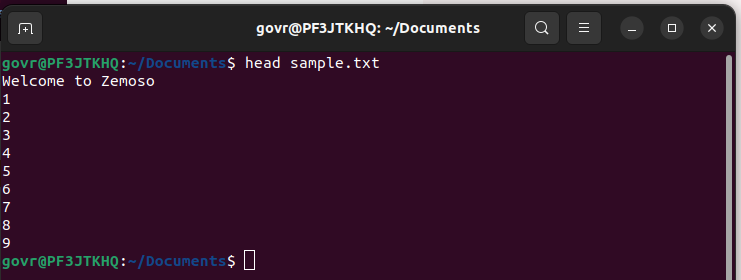 govr@PF3JTKHQ: ~/Documents
govr@PF3JTKHQ:~/Documents$ head sample.txt
Welcome to Zemoso
1
2
3
4
5
6
7
8
9
govr@PF3JTKHQ:~/Documents$